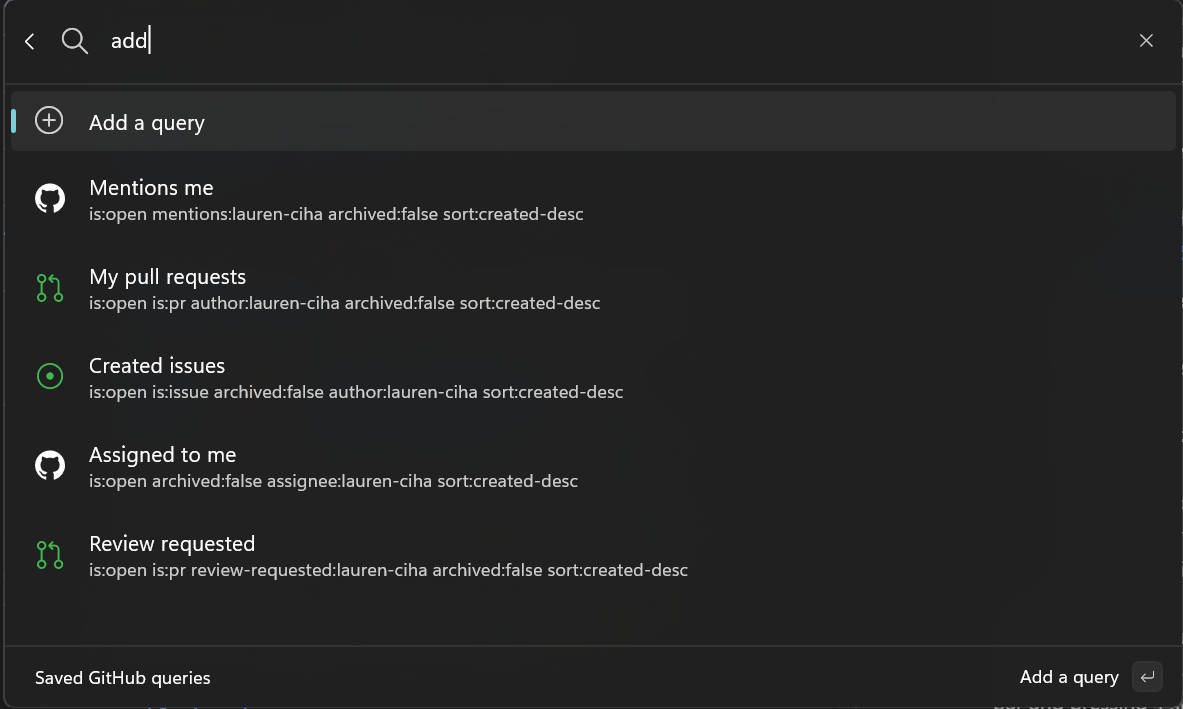 add
Add a query
Mentions me
is:open mentions:lauren-ciha archived:false sort:created-desc
My pull requests
is:open is:pr author:lauren-ciha archived:false sort:created-desc
Created issues
is:open is:issue archived:false author:lauren-ciha sort:created-desc
Assigned to me
is:open archived:false assignee:lauren-ciha sort:created-desc
Review requested
is:open is:pr review-requested:lauren-ciha archived:false sort:created-desc
Saved GitHub queries
Add a query